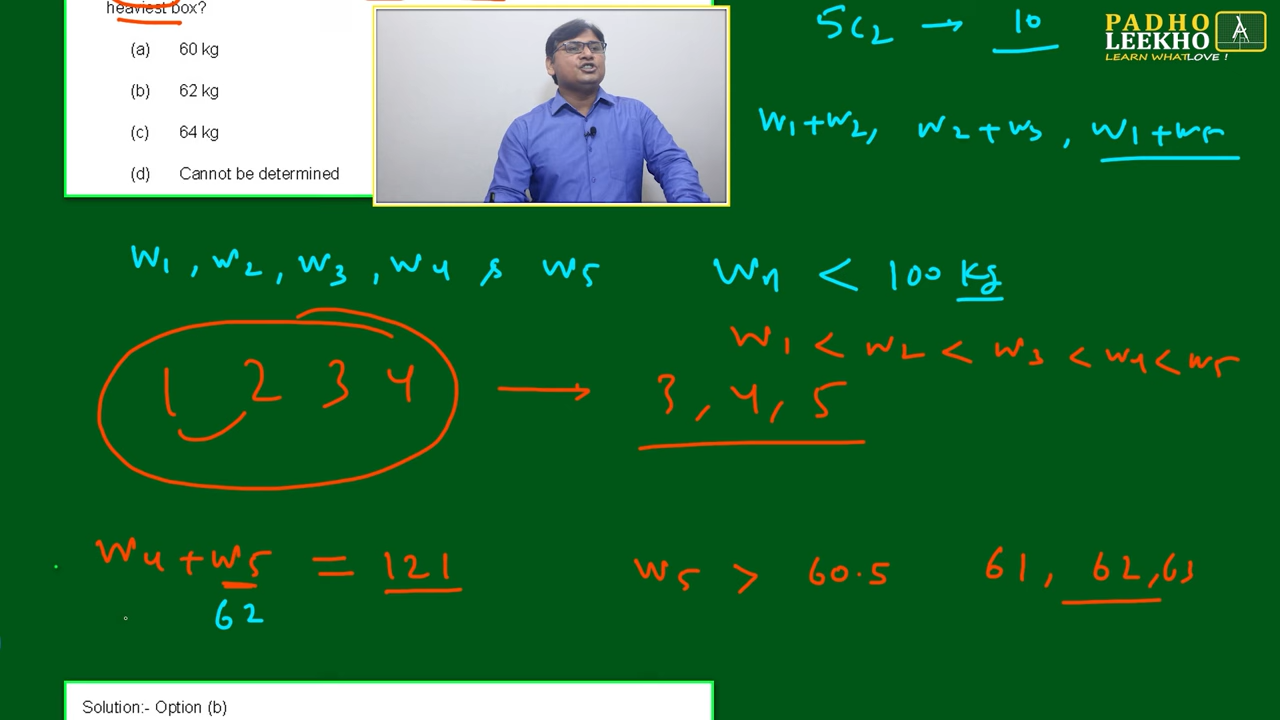 heaviest box?
(a) 60 kg
(b) 62 kg
(c) 64 kg
(d) Cannot be determined
5C2 → 10
PADHO
LEEKHO
LEARN WHAT LOVE !
W1+W2, W2+W3, W1+W5
W1, W2, W3, W4 & W5
Wn < 100 kg
W1 < W2 < W3 < W4 < W5
1 2 3 4 → 3, 4, 5
W4 + W5 = 121
62
W5 > 60.5 61, 62, 63
Solution:- Option (b)